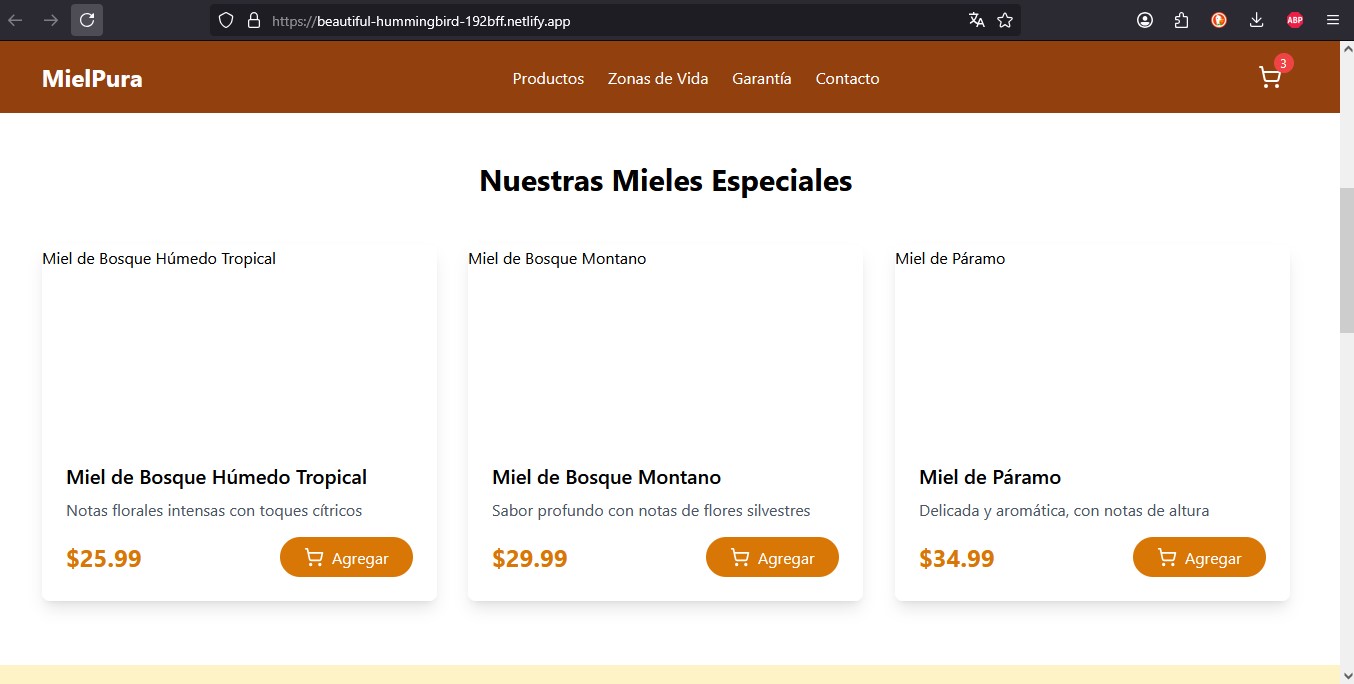 https://beautiful-hummingbird-192bff.netlify.app
ABP
MielPura
Productos Zonas de Vida Garantía Contacto
3
Nuestras Mieles Especiales
Miel de Bosque Húmedo Tropical
Miel de Bosque Húmedo Tropical
Notas florales intensas con toques cítricos
$25.99 Agregar
Miel de Bosque Montano
Miel de Bosque Montano
Sabor profundo con notas de flores silvestres
$29.99 Agregar
Miel de Páramo
Miel de Páramo
Delicada y aromática, con notas de altura
$34.99 Agregar